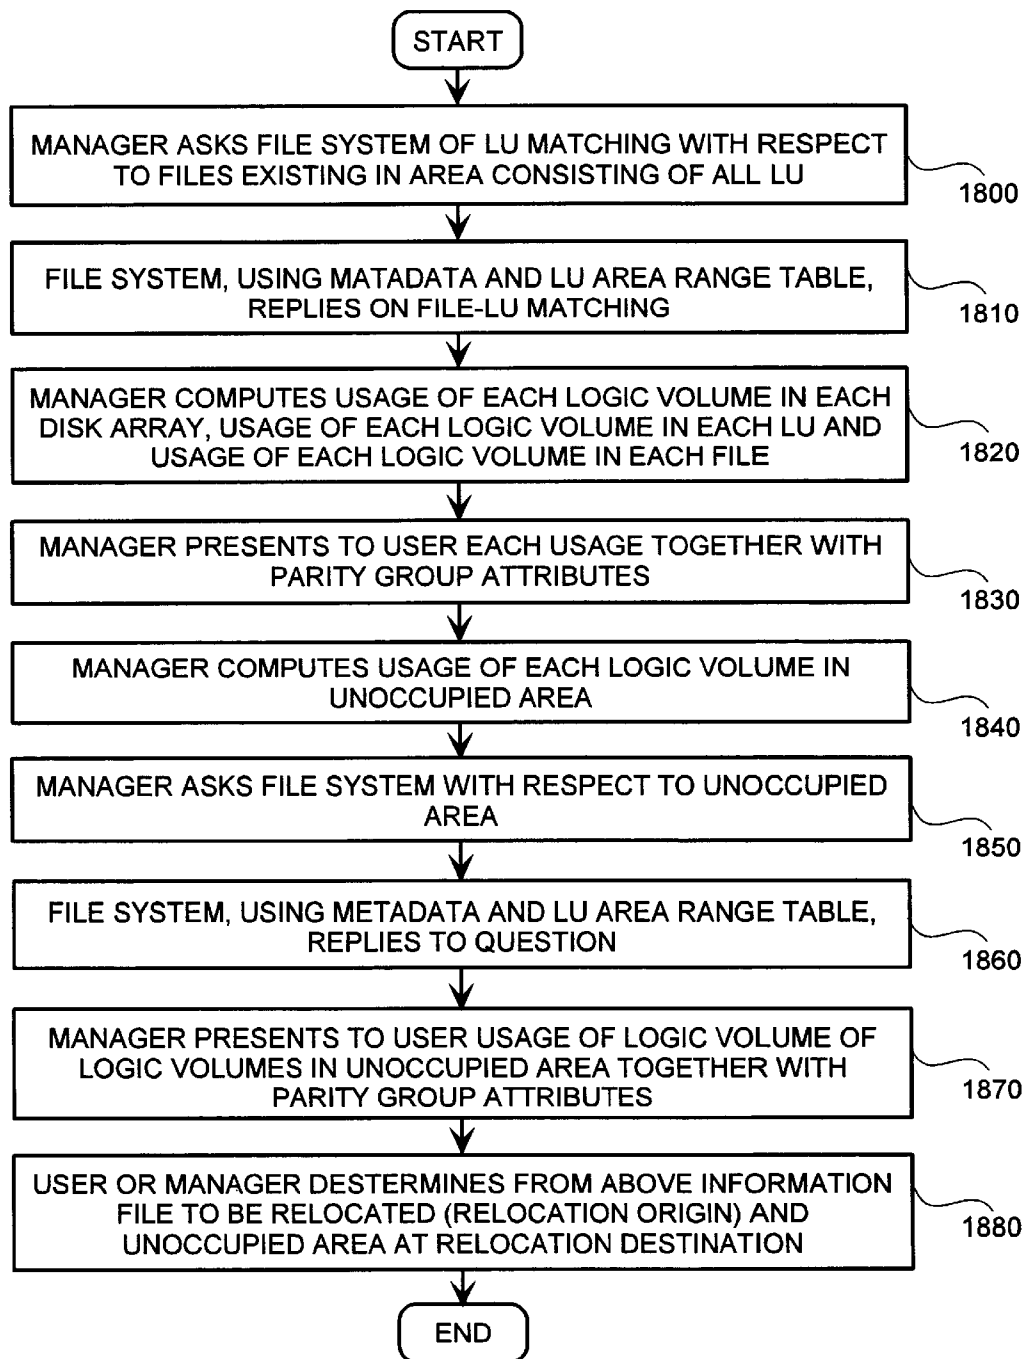 START
MANAGER ASKS FILE SYSTEM OF LU MATCHING WITH RESPECT
TO FILES EXISTING IN AREA CONSISTING OF ALL LU
1800
FILE SYSTEM, USING MATADATA AND LU AREA RANGE TABLE,
REPLIES ON FILE-LU MATCHING
1810
MANAGER COMPUTES USAGE OF EACH LOGIC VOLUME IN EACH
DISK ARRAY, USAGE OF EACH LOGIC VOLUME IN EACH LU AND
USAGE OF EACH LOGIC VOLUME IN EACH FILE
1820
MANAGER PRESENTS TO USER EACH USAGE TOGETHER WITH
PARITY GROUP ATTRIBUTES
1830
MANAGER COMPUTES USAGE OF EACH LOGIC VOLUME IN
UNOCCUPIED AREA
1840
MANAGER ASKS FILE SYSTEM WITH RESPECT TO UNOCCUPIED
AREA
1850
FILE SYSTEM, USING METADATA AND LU AREA RANGE TABLE,
REPLIES TO QUESTION
1860
MANAGER PRESENTS TO USER USAGE OF LOGIC VOLUME OF
LOGIC VOLUMES IN UNOCCUPIED AREA TOGETHER WITH
PARITY GROUP ATTRIBUTES
1870
USER OR MANAGER DESTERMINES FROM ABOVE INFORMATION
FILE TO BE RELOCATED (RELOCATION ORIGIN) AND
UNOCCUPIED AREA AT RELOCATION DESTINATION
1880
END